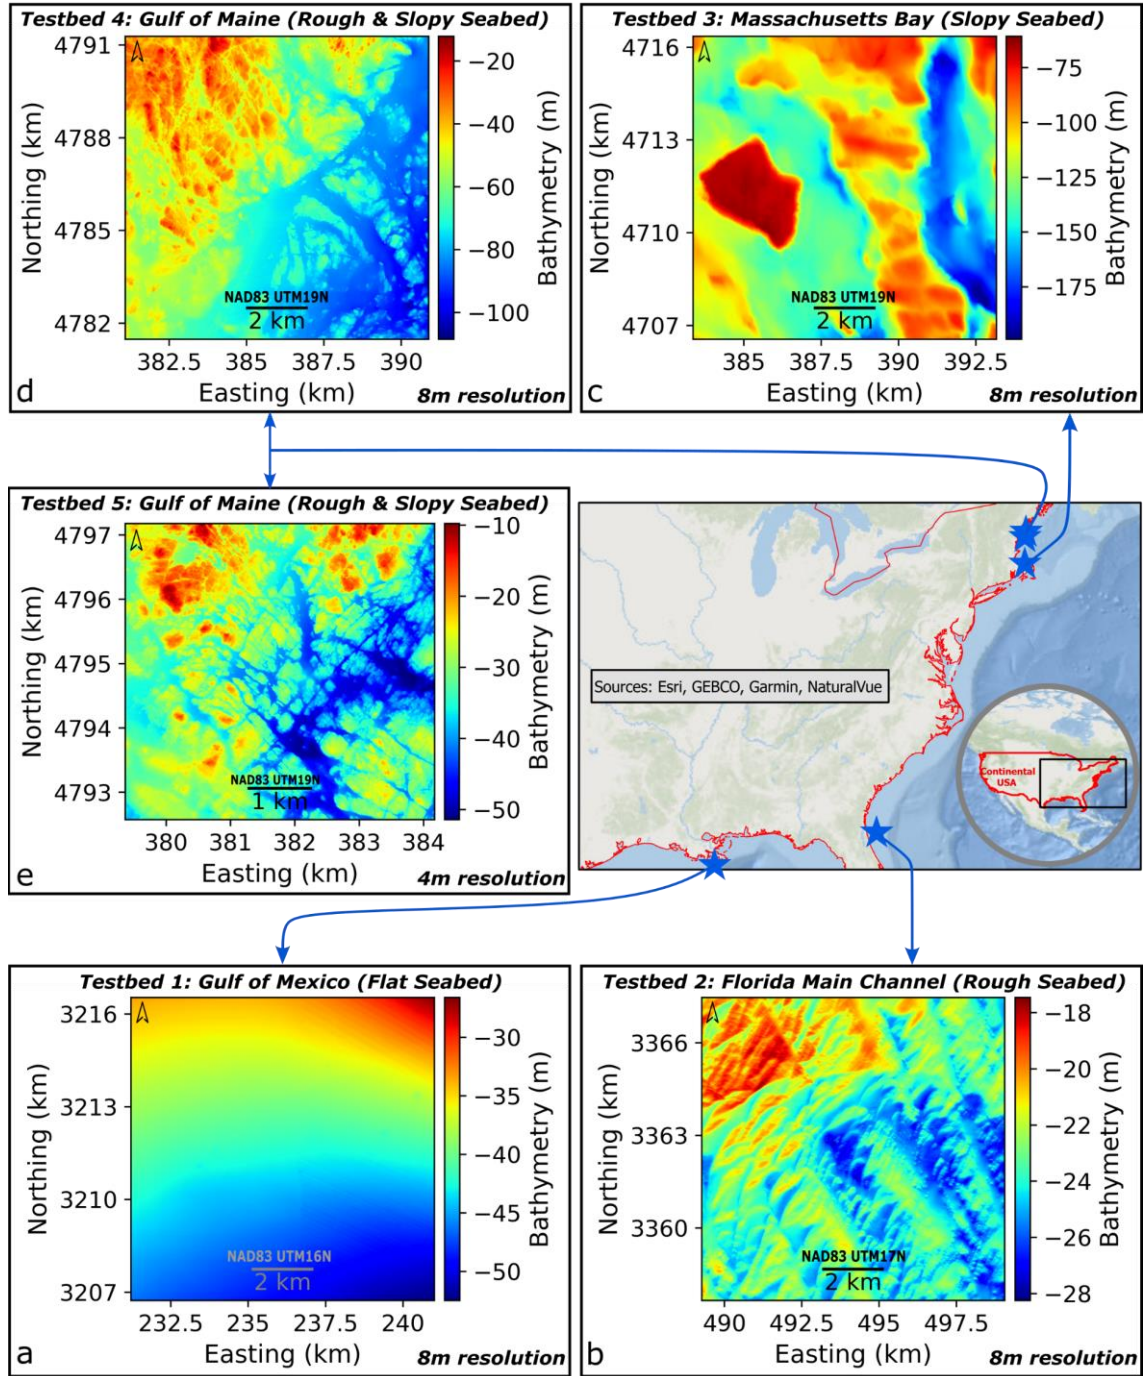 Testbed 4: Gulf of Maine (Rough & Slopy Seabed)
4791
4788
4785
4782
Northing (km)
NAD83 UTM19N
2 km
382.5
385
387.5
390
Easting (km)
−20
−40
−60
−80
−100
Bathymetry (m)
d
8m resolution
Testbed 3: Massachusetts Bay (Slopy Seabed)
4716
4713
4710
4707
Northing (km)
NAD83 UTM19N
2 km
385
387.5
390
392.5
Easting (km)
−75
−100
−125
−150
−175
Bathymetry (m)
c
8m resolution
Testbed 5: Gulf of Maine (Rough & Slopy Seabed)
4797
4796
4795
4794
4793
Northing (km)
NAD83 UTM19N
1 km
380
381
382
383
384
Easting (km)
−10
−20
−30
−40
−50
Bathymetry (m)
e
4m resolution
Sources: Esri, GEBCO, Garmin, NaturalVue
Continental
USA
Testbed 1: Gulf of Mexico (Flat Seabed)
3216
3213
3210
3207
Northing (km)
NAD83 UTM16N
2 km
232.5
235
237.5
240
Easting (km)
−30
−35
−40
−45
−50
Bathymetry (m)
a
8m resolution
Testbed 2: Florida Main Channel (Rough Seabed)
3366
3363
3360
Northing (km)
NAD83 UTM17N
2 km
490
492.5
495
497.5
Easting (km)
−18
−20
−22
−24
−26
−28
Bathymetry (m)
b
8m resolution